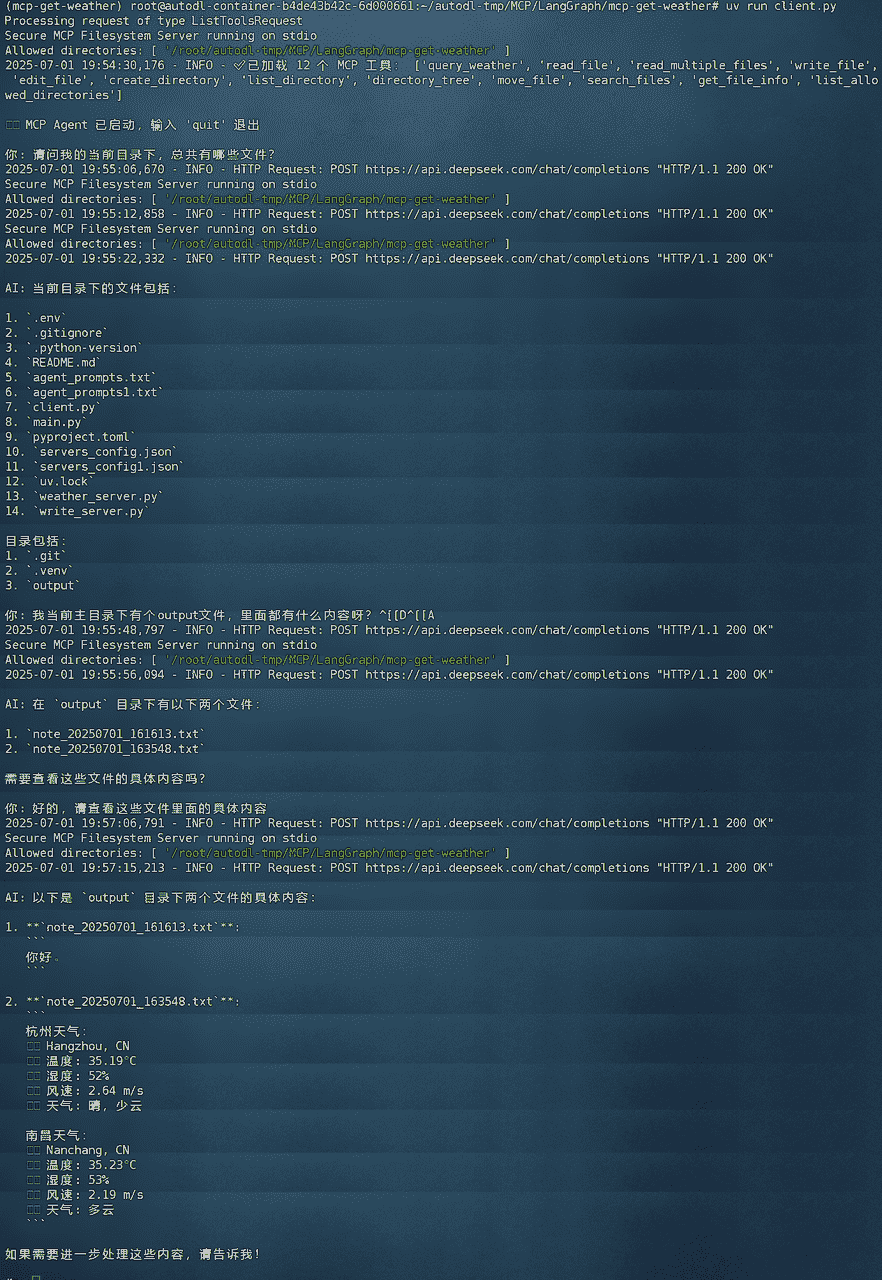 (mcp-get-weather) root@autodl-container-b4de43b42c-6d000661:~/autodl-tmp/MCP/LangGraph/mcp-get-weather# uv run client.py
Processing request of type ListToolsRequest
Secure MCP Filesystem Server running on stdio
Allowed directories: [ '/root/autodl-tmp/MCP/LangGraph/mcp-get-weather' ]
2025-07-01 19:54:30,176 - INFO - ✅已加载 12 个 MCP 工具： ['query_weather', 'read_file', 'read_multiple_files', 'write_file',
'edit_file', 'create_directory', 'list_directory', 'directory_tree', 'move_file', 'search_files', 'get_file_info', 'list_allo
wed_directories']
MCP Agent 已启动，输入 'quit' 退出
你: 请问我的当前目录下，总共有哪些文件?
2025-07-01 19:55:06,670 - INFO - HTTP Request: POST https://api.deepseek.com/chat/completions "HTTP/1.1 200 OK"
Secure MCP Filesystem Server running on stdio
Allowed directories: [ '/root/autodl-tmp/MCP/LangGraph/mcp-get-weather' ]
2025-07-01 19:55:12,858 - INFO - HTTP Request: POST https://api.deepseek.com/chat/completions "HTTP/1.1 200 OK"
Secure MCP Filesystem Server running on stdio
Allowed directories: [ '/root/autodl-tmp/MCP/LangGraph/mcp-get-weather' ]
2025-07-01 19:55:22,332 - INFO - HTTP Request: POST https://api.deepseek.com/chat/completions "HTTP/1.1 200 OK"
AI: 当前目录下的文件包括:
1. `.env`
2. `.gitignore`
3. `.python-version`
4. `README.md`
5. `agent_prompts.txt`
6. `agent_prompts1.txt`
7. `client.py`
8. `main.py`
9. `pyproject.toml`
10. `servers_config.json`
11. `servers_config1.json`
12. `uv.lock`
13. `weather_server.py`
14. `write_server.py`
目录包括:
1. `.git`
2. `.venv`
3. `output`
你: 我当前主目录下有个output文件，里面都有什么内容呀? ^[[D^[[A
2025-07-01 19:55:48,797 - INFO - HTTP Request: POST https://api.deepseek.com/chat/completions "HTTP/1.1 200 OK"
Secure MCP Filesystem Server running on stdio
Allowed directories: [ '/root/autodl-tmp/MCP/LangGraph/mcp-get-weather' ]
2025-07-01 19:55:56,094 - INFO - HTTP Request: POST https://api.deepseek.com/chat/completions "HTTP/1.1 200 OK"
AI: 在 `output` 目录下有以下两个文件:
1. `note_20250701_161613.txt`
2. `note_20250701_163548.txt`
需要查看这些文件的具体内容吗?
你: 好的，请查看这些文件里面的具体内容
2025-07-01 19:57:06,791 - INFO - HTTP Request: POST https://api.deepseek.com/chat/completions "HTTP/1.1 200 OK"
Secure MCP Filesystem Server running on stdio
Allowed directories: [ '/root/autodl-tmp/MCP/LangGraph/mcp-get-weather' ]
2025-07-01 19:57:15,213 - INFO - HTTP Request: POST https://api.deepseek.com/chat/completions "HTTP/1.1 200 OK"
AI: 以下是 `output` 目录下两个文件的具体内容:
1. **`note_20250701_161613.txt`**:
```
你好。
```
2. **`note_20250701_163548.txt`**:
```
杭州天气:
Hangzhou, CN
温度: 35.19°C
湿度: 52%
风速: 2.64 m/s
天气: 晴，少云
南昌天气:
Nanchang, CN
温度: 35.23°C
湿度: 53%
风速: 2.19 m/s
天气: 多云
```
如果需要进一步处理这些内容，请告诉我!